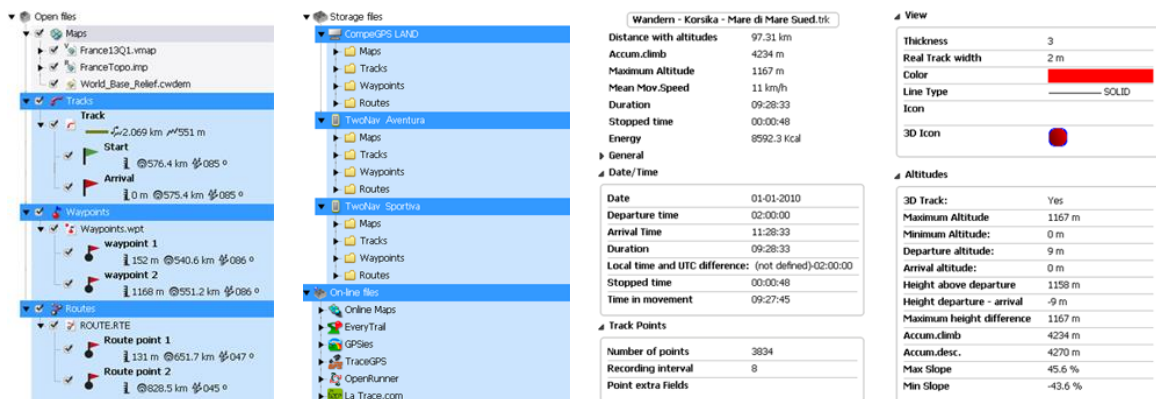 Open files
Maps
France13Q1.vmap
FranceTopo.imp
World_Base_Relief.cwdem
Tracks
Track
2.069 km 551 m
Start
576.4 km 085 º
Arrival
0 m 575.4 km 085 º
Waypoints
Waypoints.wpt
waypoint 1
152 m 540.6 km 086 º
waypoint 2
1168 m 551.2 km 086 º
Routes
ROUTE.RTE
Route point 1
131 m 651.7 km 047 º
Route point 2
828.5 km 045 º
Storage files
CompeGPS LAND
Maps
Tracks
Waypoints
Routes
TwoNav Aventura
Maps
Tracks
Waypoints
Routes
TwoNav Sportiva
Maps
Tracks
Waypoints
Routes
On-line files
Online Maps
EveryTrail
GPSies
TraceGPS
OpenRunner
La Trace.com
Wandern - Korsika - Mare di Mare Sued.trk
Distance with altitudes 97.31 km
Accum.climb 4234 m
Maximum Altitude 1167 m
Mean Mov.Speed 11 km/h
Duration 09:28:33
Stopped time 00:00:48
Energy 8592.3 Kcal
General
Date/Time
Date 01-01-2010
Departure time 02:00:00
Arrival Time 11:28:33
Duration 09:28:33
Local time and UTC difference: (not defined)-02:00:00
Stopped time 00:00:48
Time in movement 09:27:45
Track Points
Number of points 3834
Recording interval 8
Point extra Fields
View
Thickness 3
Real Track width 2 m
Color
Line Type SOLID
Icon
3D Icon
Altitudes
3D Track: Yes
Maximum Altitude 1167 m
Minimum Altitude: 0 m
Departure altitude: 9 m
Arrival altitude: 0 m
Height above departure 1158 m
Height departure - arrival -9 m
Maximum height difference 1167 m
Accum.climb 4234 m
Accum.desc. 4270 m
Max Slope 45.6 %
Min Slope -43.6 %